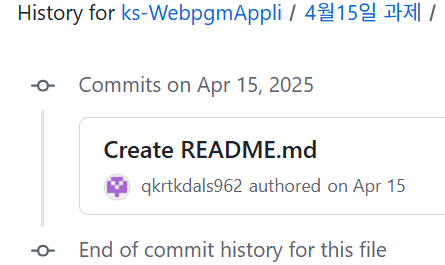 History for ks-WebpgmAppli / 4월15일 과제 /
Commits on Apr 15, 2025
Create README.md
qkrtkdals962 authored on Apr 15
End of commit history for this file